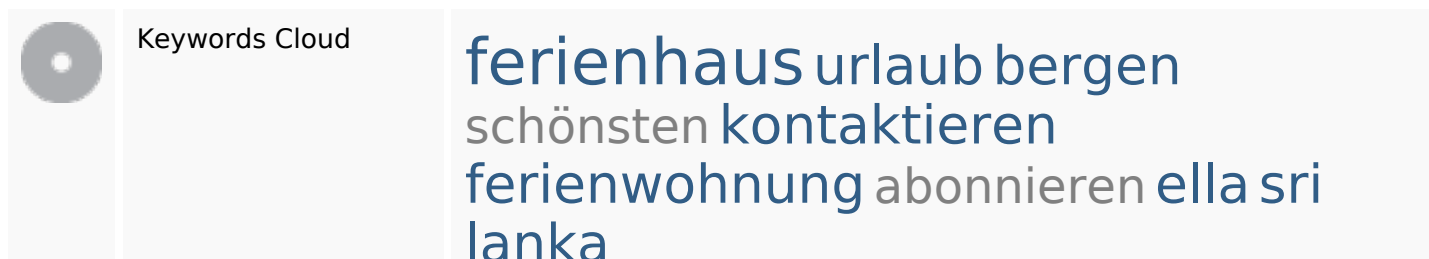 Keywords Cloud
ferienhaus urlaub bergen
schönsten kontaktieren
ferienwohnung abonnieren ella sri
lanka